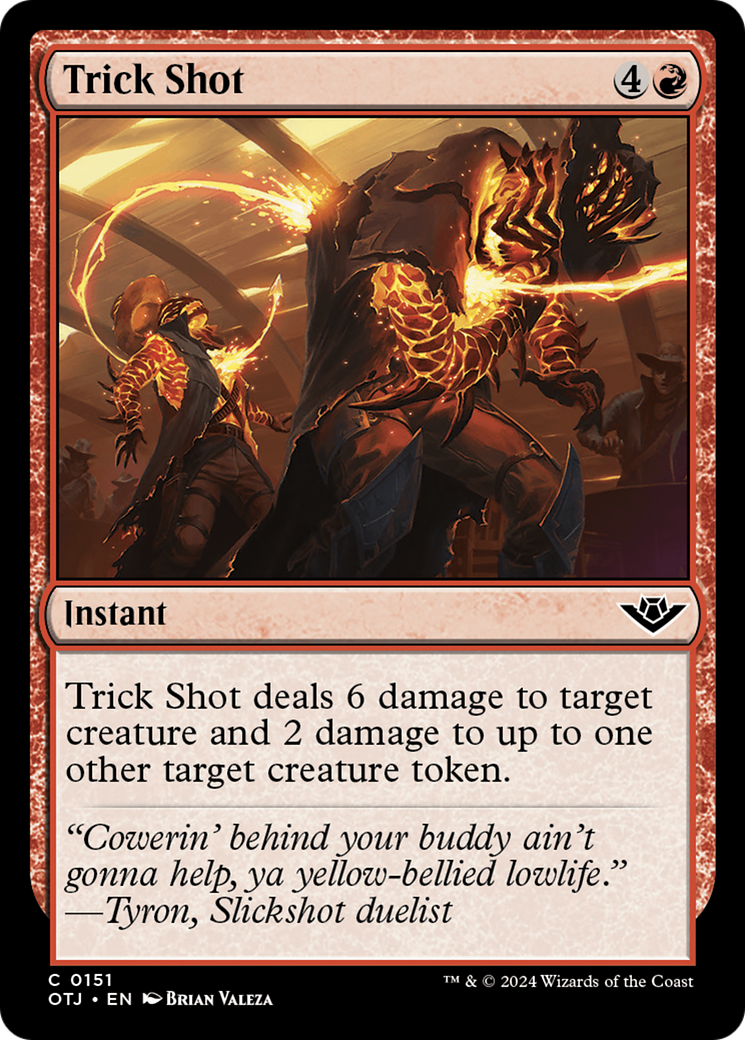 Trick Shot 4
Instant
Trick Shot deals 6 damage to target
creature and 2 damage to up to one
other target creature token.
“Cowerin’ behind your buddy ain’t
gonna help, ya yellow-bellied lowlife.”
—Tyron, Slickshot duelist
C 0151
OTJ • EN Brian Valeza
™ & © 2024 Wizards of the Coast